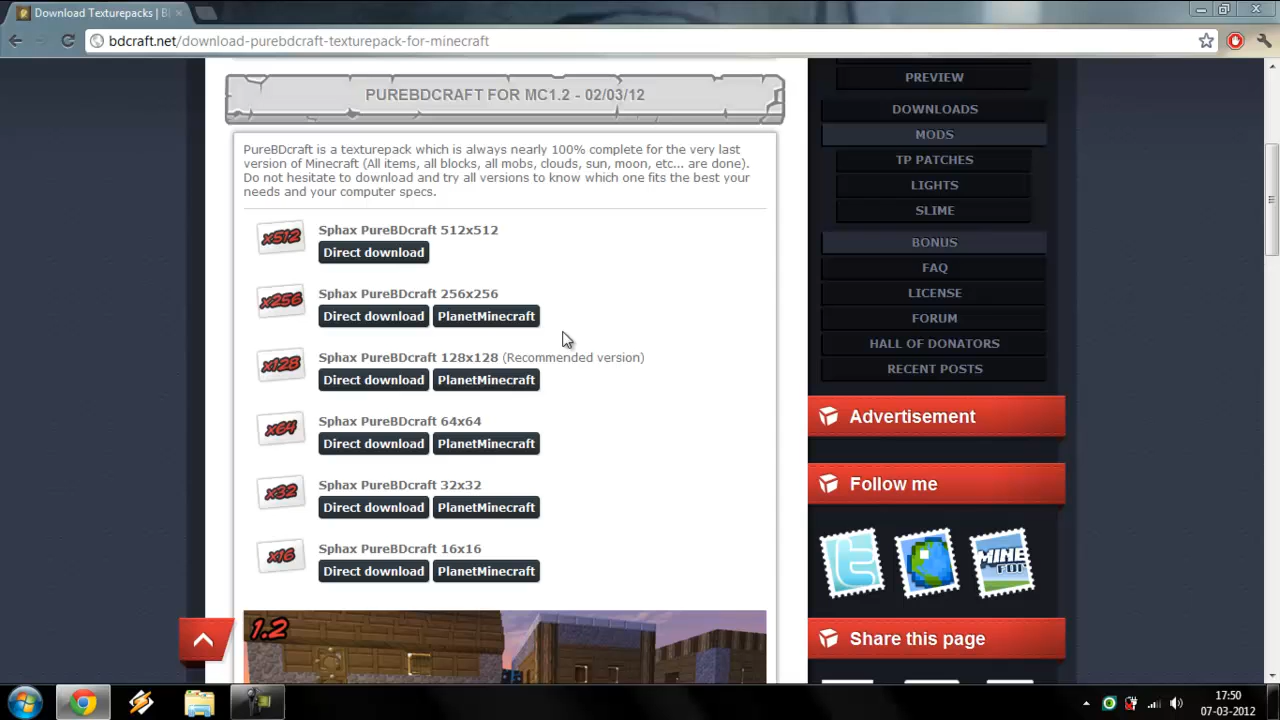 Download Texturepacks | B
bdcraft.net/download-purebdcraft-texturepack-for-minecraft
PUREBDCRAFT FOR MC1.2 - 02/03/12
PureBDcraft is a texturepack which is always nearly 100% complete for the very last
version of Minecraft (All items, all blocks, all mobs, clouds, sun, moon, etc... are done).
Do not hesitate to download and try all versions to know which one fits the best your
needs and your computer specs.
x512
Sphax PureBDcraft 512x512
Direct download
x256
Sphax PureBDcraft 256x256
Direct download PlanetMinecraft
x128
Sphax PureBDcraft 128x128 (Recommended version)
Direct download PlanetMinecraft
x64
Sphax PureBDcraft 64x64
Direct download PlanetMinecraft
x32
Sphax PureBDcraft 32x32
Direct download PlanetMinecraft
x16
Sphax PureBDcraft 16x16
Direct download PlanetMinecraft
1.2
PREVIEW
DOWNLOADS
MODS
TP PATCHES
LIGHTS
SLIME
BONUS
FAQ
LICENSE
FORUM
HALL OF DONATORS
RECENT POSTS
Advertisement
Follow me
MINE
FOR
Share this page
17:50
07-03-2012